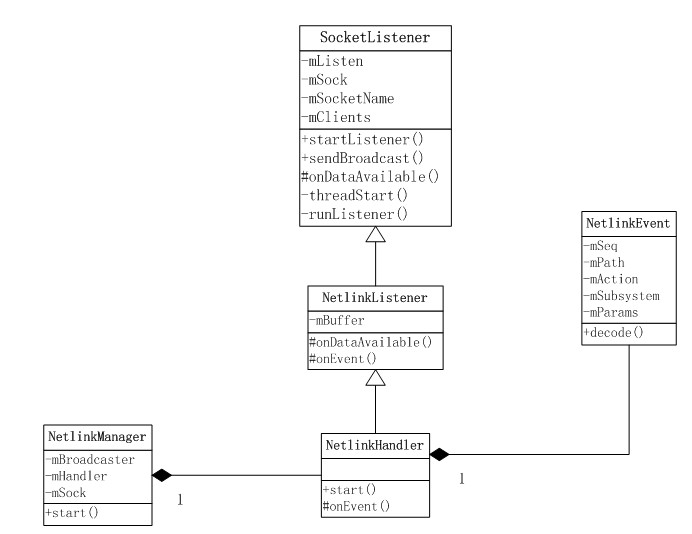 SocketListener
-mListen
-mSock
-mSocketName
-mClients
+startListener()
+sendBroadcast()
#onDataAvailable()
-threadStart()
-runListener()
NetlinkEvent
-mSeq
-mPath
-mAction
-mSubsystem
-mParams
+decode()
NetlinkListener
-mBuffer
#onDataAvailable()
#onEvent()
NetlinkManager
-mBroadcaster
-mHandler
-mSock
+start()
1
NetlinkHandler
+start()
#onEvent()
1